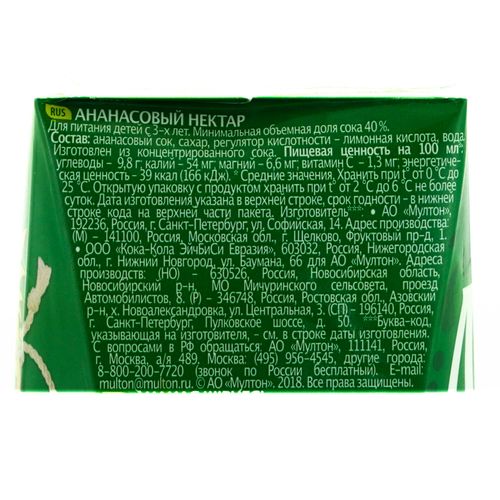 RUS АНАНАСОВЫЙ НЕКТАР
Для питания детей с 3-х лет. Минимальная объемная доля сока 40%.
Состав: ананасовый сок, сахар, регулятор кислотности – лимонная кислота, вода.
Изготовлен из концентрированного сока. Пищевая ценность на 100 мл*:
углеводы – 9,8 г; калий – 54 мг; магний – 6,6 мг; витамин С – 1,3 мг; энергетиче-
ская ценность – 39 ккал (166 кДж). * Средние значения. Хранить при t° от 0 °С до
25 °С. Открытую упаковку с продуктом хранить при t° от 2 °С до 6 °С не более
суток. Дата изготовления указана в верхней строке, срок годности - в нижней
строке кода на верхней части пакета. Изготовитель***: • АО «Мултон»,
192236, Россия, г. Санкт-Петербург, ул. Софийская, 14. Адрес производства:
(М) – 141100, Россия, Московская обл., г. Щелково, Фруктовый пр-д, 1.
• ООО «Кока-Кола ЭйчБиСи Евразия», 603032, Россия, Нижегородская
обл., г. Нижний Новгород, ул. Баумана, 66 для АО «Мултон». Адреса
производств: (НО) – 630526, Россия, Новосибирская область,
Новосибирский р-н, МО Мичуринского сельсовета, проезд
Автомобилистов, 8. (Р) – 346748, Россия, Ростовская обл., Азовский
р-н, х. Новоалександровка, ул. Центральная, 3. (СП) – 196140, Россия,
г. Санкт-Петербург, Пулковское шоссе, д. 50. ***Буква-код,
указывающая на изготовителя, – см. в строке даты изготовления.
С вопросами в РФ обращаться: АО «Мултон», 111141, Россия,
г. Москва, а/я 489. Москва: (495) 956-4545, другие города:
8-800-200-7720 (звонок по России бесплатный). E-mail:
multon@multon.ru. © АО «Мултон», 2018. Все права защищены.